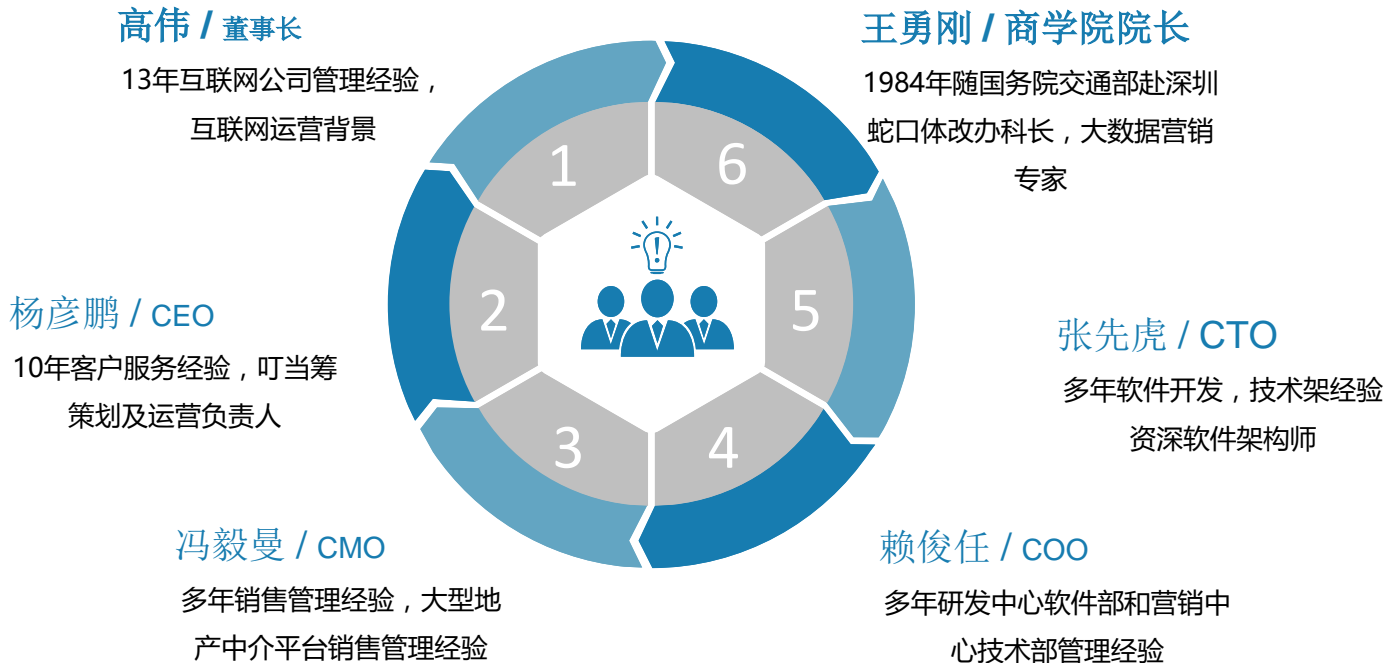 高伟 / 董事长
13年互联网公司管理经验，
互联网运营背景
1
杨彦鹏 / CEO
10年客户服务经验，叮当筹
策划及运营负责人
2
冯毅曼 / CMO
多年销售管理经验，大型地
产中介平台销售管理经验
3
赖俊任 / COO
多年研发中心软件部和营销中
心技术部管理经验
4
张先虎 / CTO
多年软件开发，技术架经验
资深软件架构师
5
王勇刚 / 商学院院长
1984年随国务院交通部赴深圳
蛇口体改办科长，大数据营销
专家
6